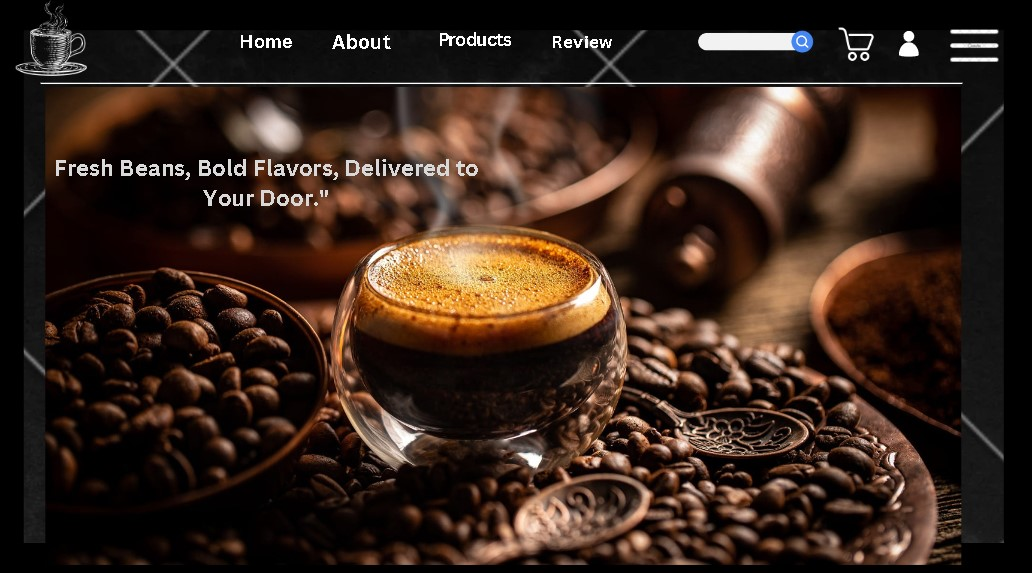 Home About Products Review
Fresh Beans, Bold Flavors, Delivered to
Your Door."